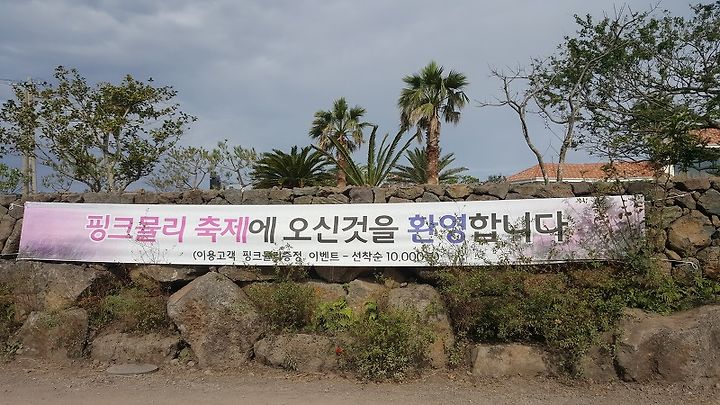 핑크뮬리 축제에 오신것을 환영합니다
(이용고객 핑크뮬리증정 이벤트 - 선착순 10,000